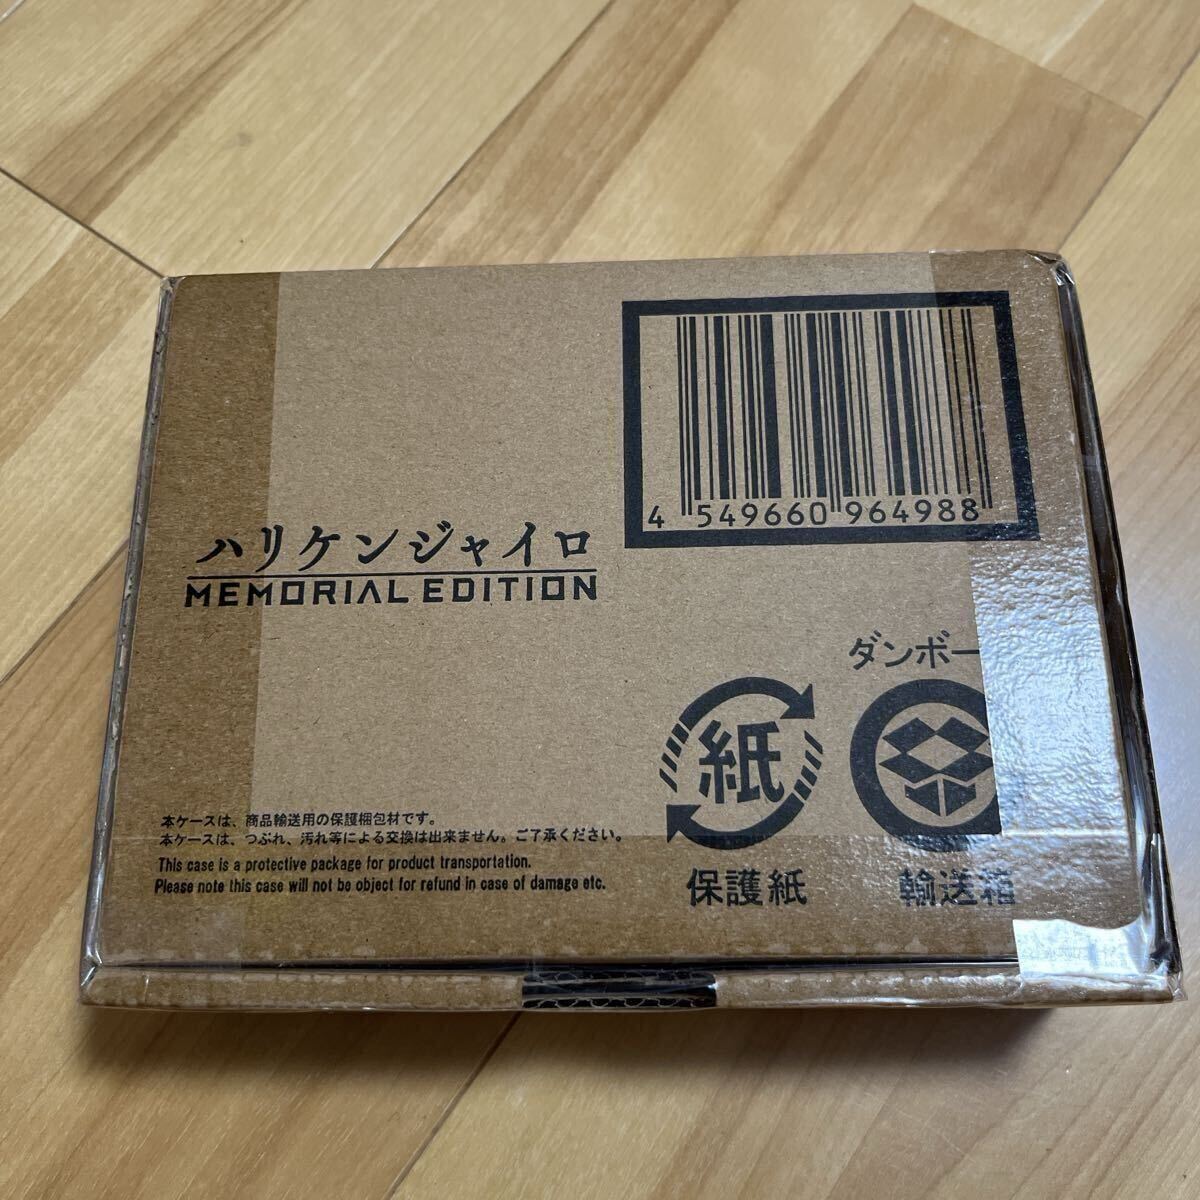 4 549660 964988
ハリケンジャイロ
MEMORIAL EDITION
ダンボー
紙
本ケースは、商品輸送用の保護梱包材です。
本ケースは、つぶれ、汚れ等による交換は出来ません。ご了承ください。
This case is a protective package for product transportation.
Please note this case will not be object for refund in case of damage etc.
保護紙
輸送箱